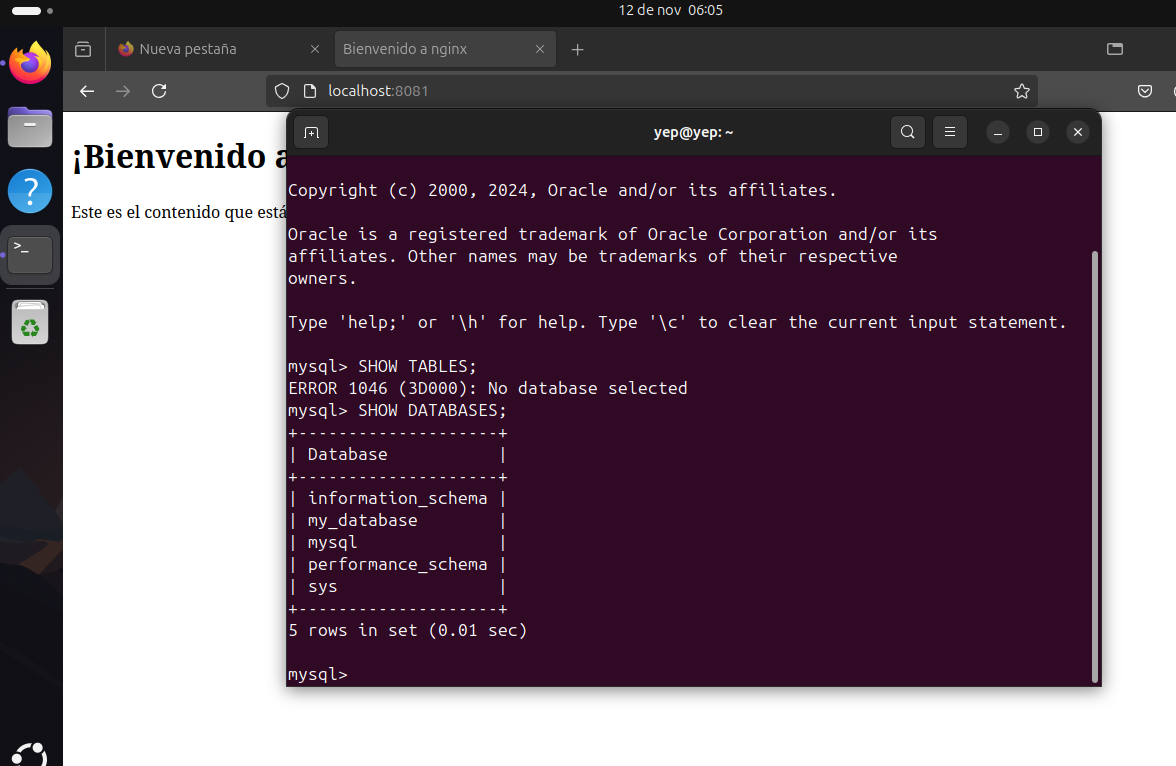 12 de nov 06:05
Nueva pestaña
Bienvenido a nginx
localhost:8081
¡Bienvenido a
Este es el contenido que está
yep@yep: ~
Copyright (c) 2000, 2024, Oracle and/or its affiliates.
Oracle is a registered trademark of Oracle Corporation and/or its
affiliates. Other names may be trademarks of their respective
owners.
Type 'help;' or '\h' for help. Type '\c' to clear the current input statement.
mysql> SHOW TABLES;
ERROR 1046 (3D000): No database selected
mysql> SHOW DATABASES;
+--------------------+
| Database           |
+--------------------+
| information_schema |
| my_database        |
| mysql              |
| performance_schema |
| sys                |
+--------------------+
5 rows in set (0.01 sec)
mysql>